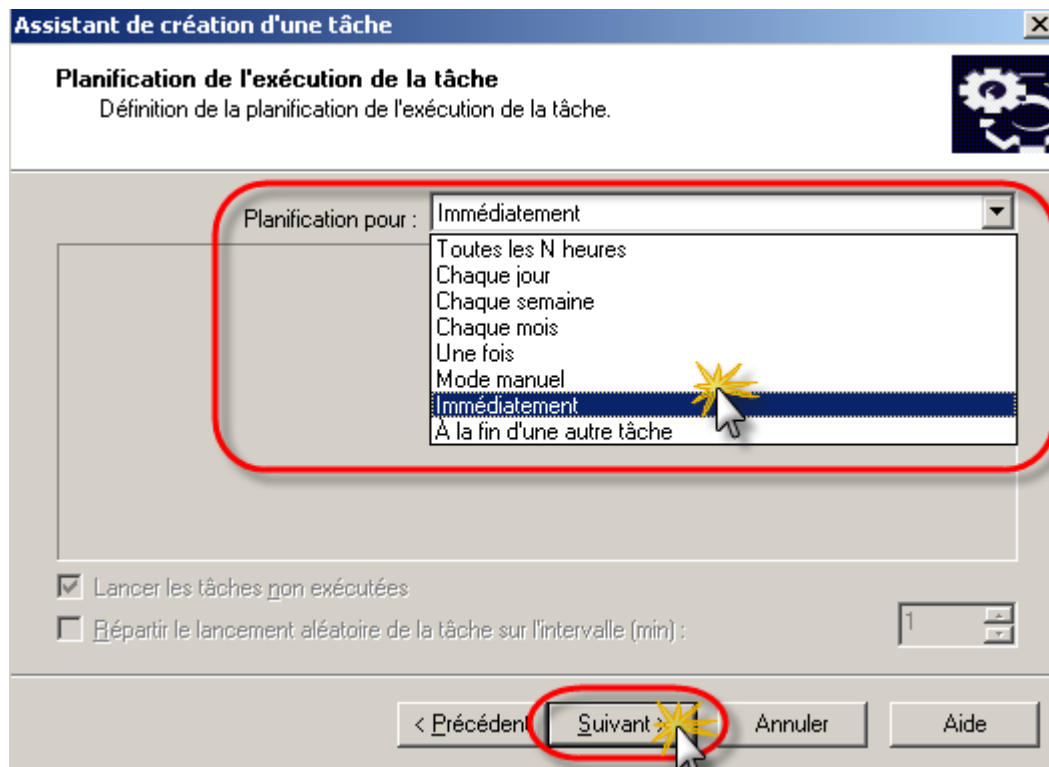 Assistant de création d'une tâche
Planification de l'exécution de la tâche
Définition de la planification de l'exécution de la tâche.
Planification pour : Immédiatement
Toutes les N heures
Chaque jour
Chaque semaine
Chaque mois
Une fois
Mode manuel
Immédiatement
À la fin d'une autre tâche
Lancer les tâches non exécutées
Répartir le lancement aléatoire de la tâche sur l'intervalle (min) : 1
< Précédent Suivant > Annuler Aide